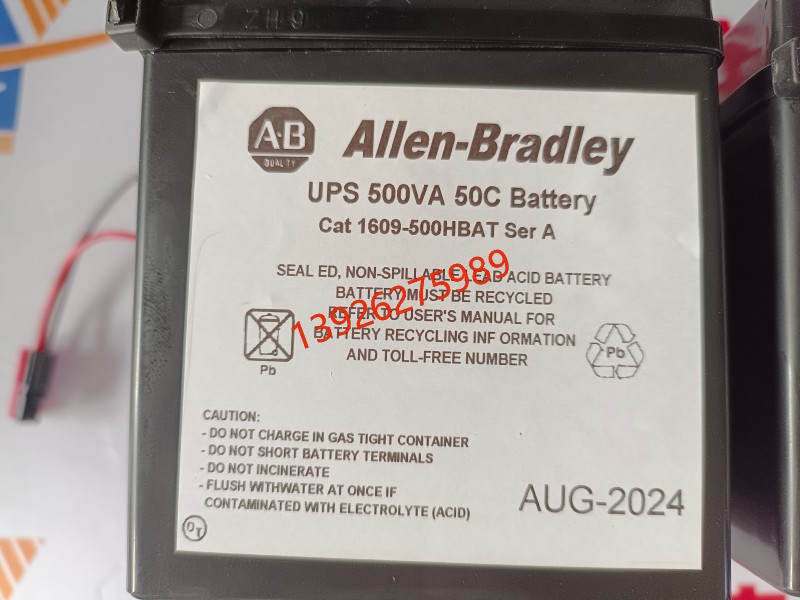 ZH9
A-B
QUALITY
Allen-Bradley
UPS 500VA 50C Battery
Cat 1609-500HBAT Ser A
SEAL ED, NON-SPILLABLE LEAD ACID BATTERY
BATTERY MUST BE RECYCLED
REFER TO USER'S MANUAL FOR
BATTERY RECYCLING INF ORMATION
AND TOLL-FREE NUMBER
13926275989
Pb
Pb
CAUTION:
- DO NOT CHARGE IN GAS TIGHT CONTAINER
- DO NOT SHORT BATTERY TERMINALS
- DO NOT INCINERATE
- FLUSH WITHWATER AT ONCE IF
CONTAMINATED WITH ELECTROLYTE (ACID)
AUG-2024